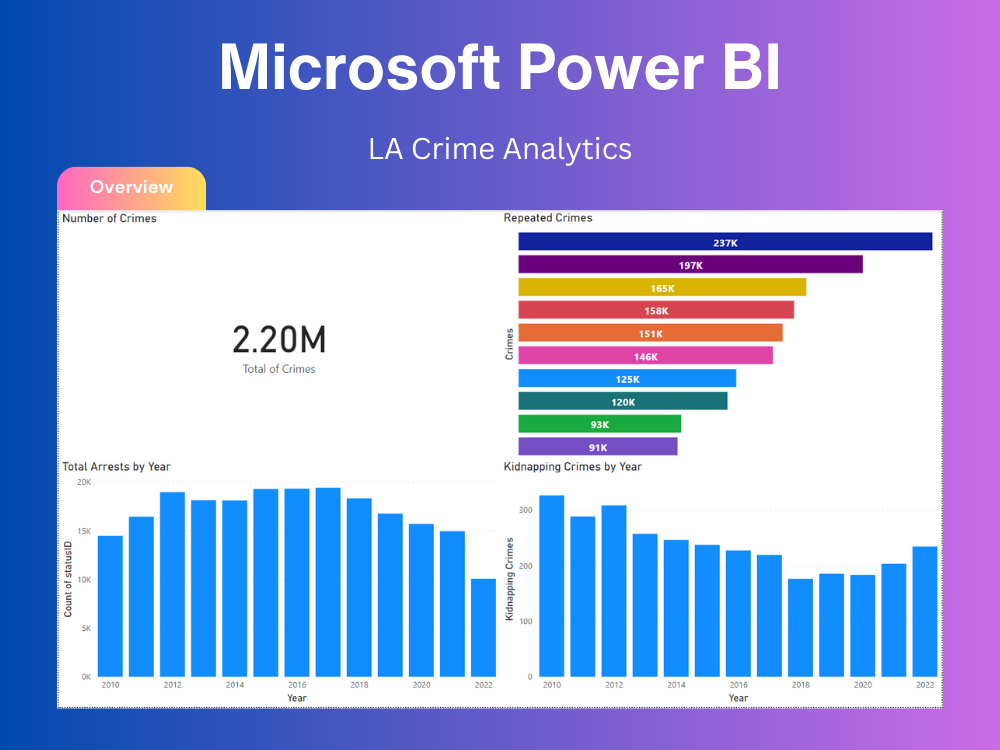 Microsoft Power BI
LA Crime Analytics
Overview
Number of Crimes
2.20M
Total of Crimes
Repeated Crimes
Crimes
237K
197K
165K
158K
151K
146K
125K
120K
93K
91K
Total Arrests by Year
Count of statusID
20K
15K
10K
5K
0K
2010 2012 2014 2016 2018 2020 2022
Year
Kidnapping Crimes by Year
Kidnapping Crimes
300
200
100
0
2010 2012 2014 2016 2018 2020 2022
Year